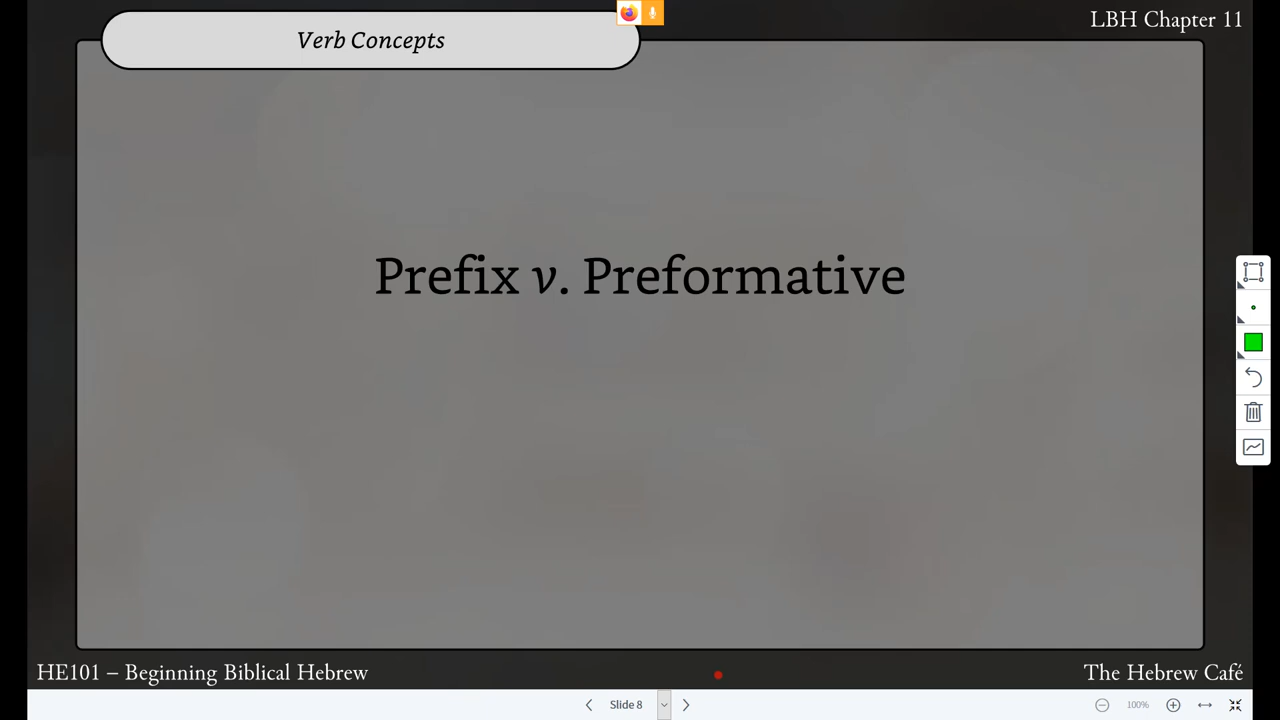 LBH Chapter 11
Verb Concepts
Prefix v. Preformative
HE101 – Beginning Biblical Hebrew
The Hebrew Café
Slide 8
100%